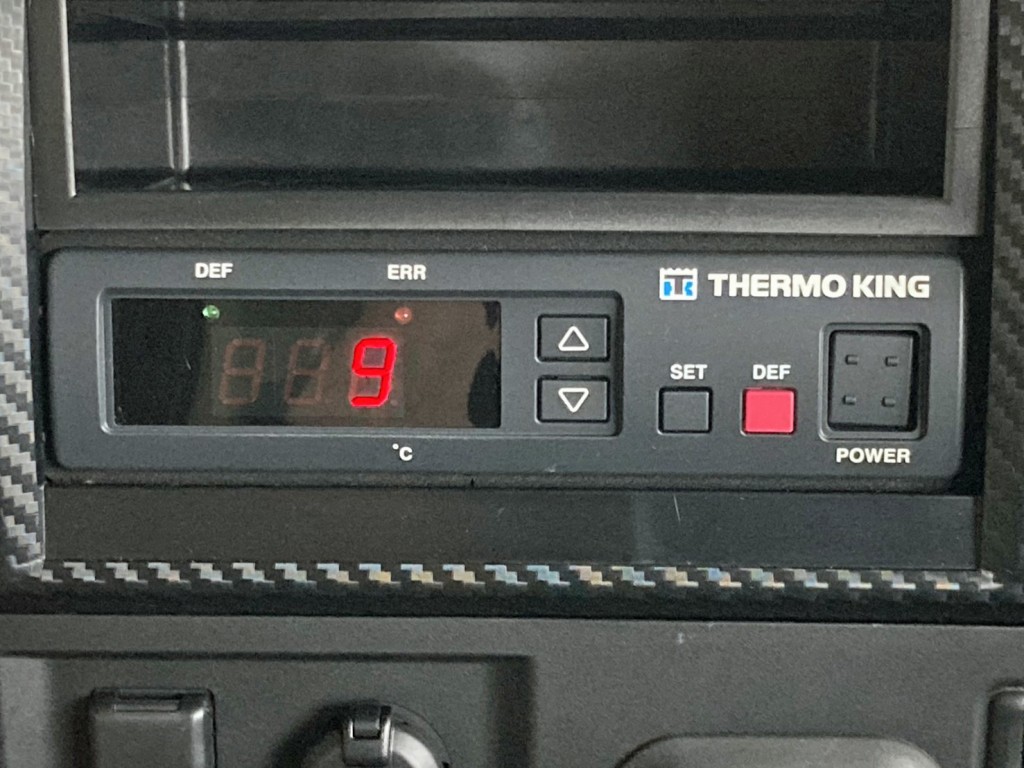 DEF ERR
THERMO KING
9
SET DEF
°C
POWER